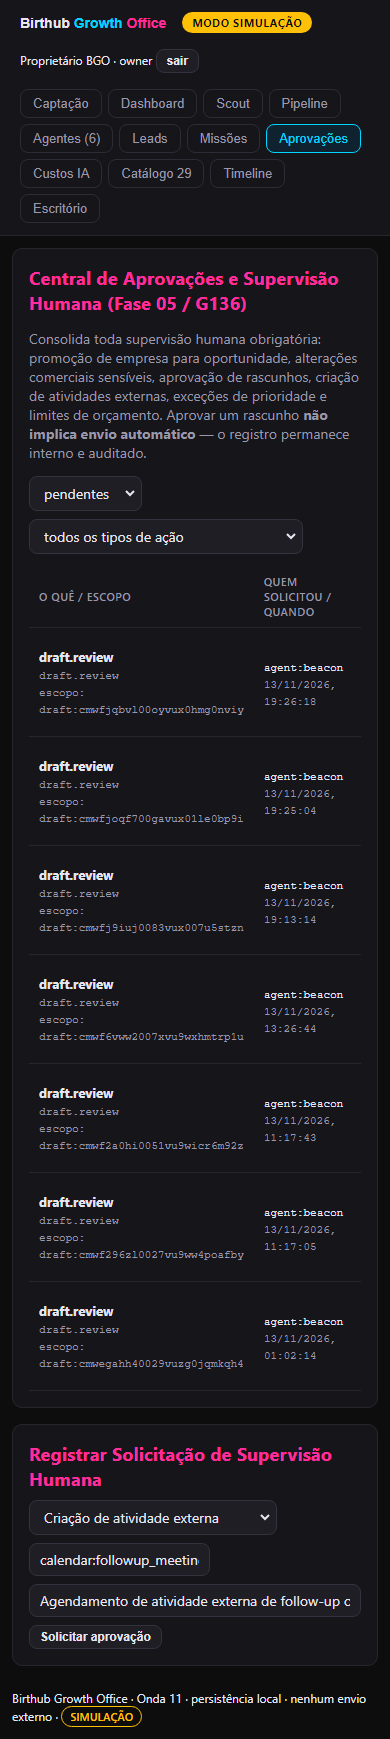 Birthub Growth Office MODO SIMULAÇÃO
Proprietário BGO · owner sair
Captação Dashboard Scout Pipeline
Agentes (6) Leads Missões Aprovações
Custos IA Catálogo 29 Timeline
Escritório
Central de Aprovações e Supervisão
Humana (Fase 05 / G136)
Consolida toda supervisão humana obrigatória:
promoção de empresa para oportunidade, alterações
comerciais sensíveis, aprovação de rascunhos, criação
de atividades externas, exceções de prioridade e
limites de orçamento. Aprovar um rascunho não
implica envio automático — o registro permanece
interno e auditado.
pendentes
todos os tipos de ação
O QUÊ / ESCOPO
QUEM
SOLICITOU /
QUANDO
draft.review
draft.review
escopo:
draft:cmwfjqbvl00oyvux0hmg0nviy
agent:beacon
13/11/2026,
19:26:18
draft.review
draft.review
escopo:
draft:cmwfjoqf700gavux01le0bp9i
agent:beacon
13/11/2026,
19:25:04
draft.review
draft.review
escopo:
draft:cmwfj9iuj0083vux007u5stzn
agent:beacon
13/11/2026,
19:13:14
draft.review
draft.review
escopo:
draft:cmwf6vww2007xvu9wxhmtrp1u
agent:beacon
13/11/2026,
13:26:44
draft.review
draft.review
escopo:
draft:cmwf2a0hi0051vu9wicr6m92z
agent:beacon
13/11/2026,
11:17:43
draft.review
draft.review
escopo:
draft:cmwf296zl0027vu9ww4poafby
agent:beacon
13/11/2026,
11:17:05
draft.review
draft.review
escopo:
draft:cmwegahh40029vuzg0jqmkqh4
agent:beacon
13/11/2026,
01:02:14
Registrar Solicitação de Supervisão
Humana
Criação de atividade externa
calendar:followup_meetin
Agendamento de atividade externa de follow-up c
Solicitar aprovação
Birthub Growth Office · Onda 11 · persistência local · nenhum envio
externo · SIMULAÇÃO